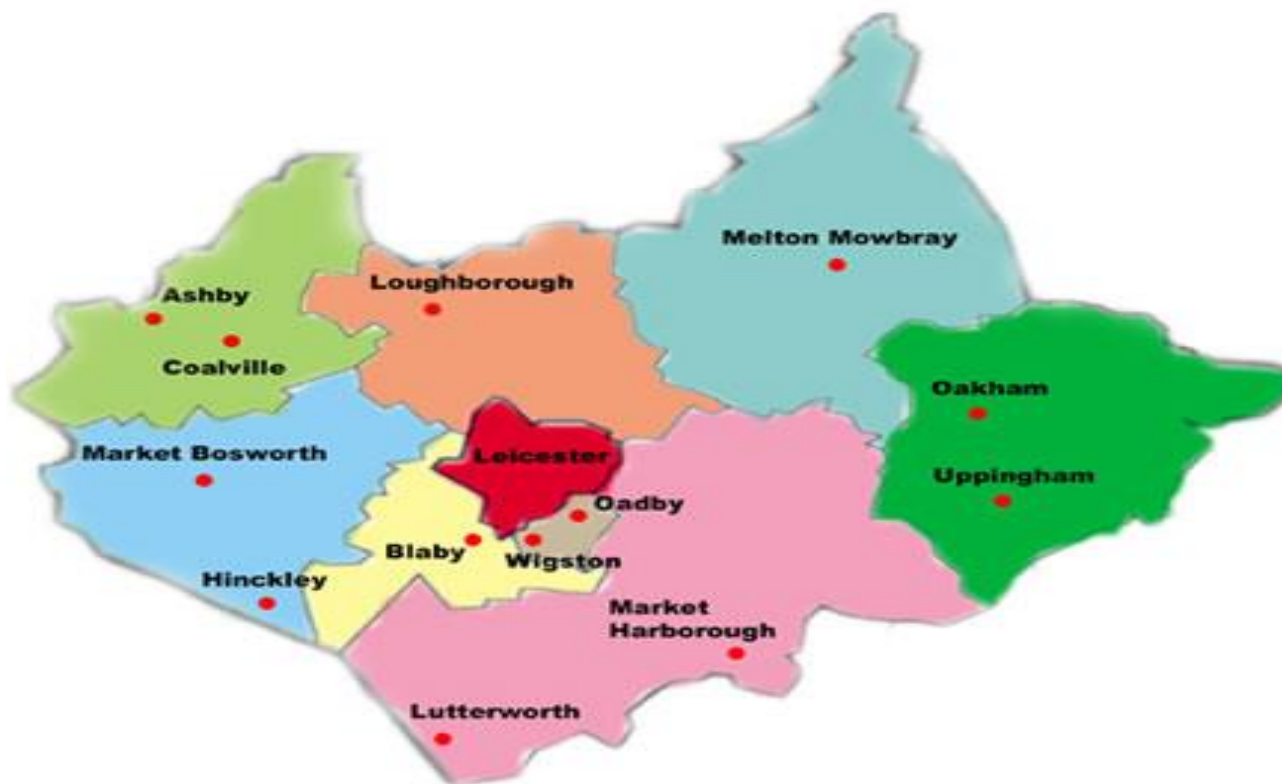 Melton Mowbray
Loughborough
Ashby
Coalville
Oakham
Market Bosworth
Leicester
Uppingham
Oadby
Blaby
Wigston
Hinckley
Market
Harborough
Lutterworth